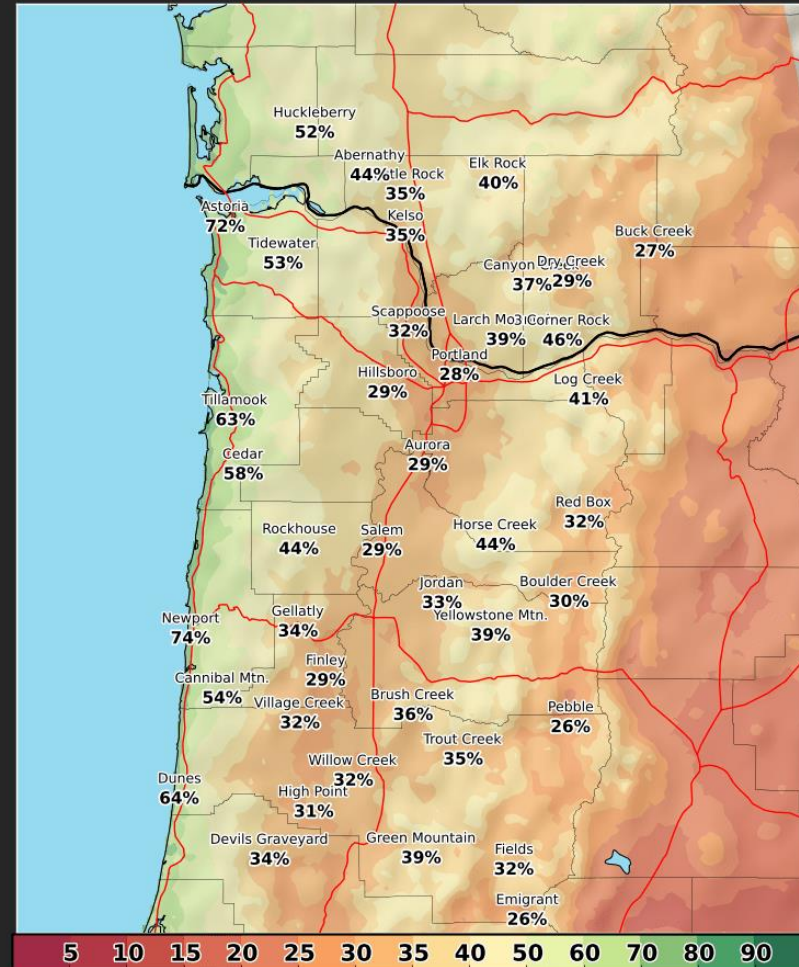 Huckleberry
52%
Abernathy
44%
tle Rock
35%
Elk Rock
40%
Astoria
72%
Kelso
35%
Tidewater
53%
Buck Creek
27%
Canyon
37%
Dry Creek
29%
Scappoose
32%
Larch Mo
39%
3 Corner Rock
46%
Portland
28%
Hillsboro
29%
Log Creek
41%
Tillamook
63%
Aurora
29%
Cedar
58%
Red Box
32%
Rockhouse
44%
Salem
29%
Horse Creek
44%
Jordan
33%
Boulder Creek
30%
Newport
74%
Gellatly
34%
Yellowstone Mtn.
39%
Finley
29%
Cannibal Mtn.
54%
Village Creek
32%
Brush Creek
36%
Pebble
26%
Trout Creek
35%
Willow Creek
32%
Dunes
64%
High Point
31%
Devils Graveyard
34%
Green Mountain
39%
Fields
32%
Emigrant
26%
5 10 15 20 25 30 35 40 50 60 70 80 90